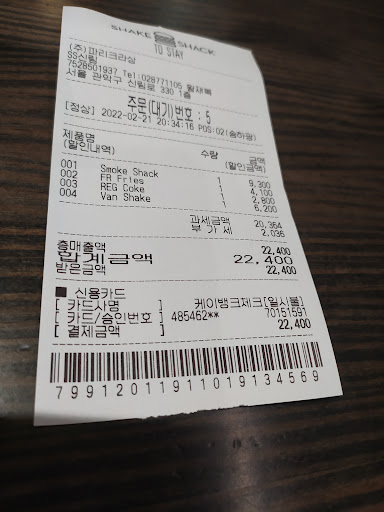 SHAKE SHACK
TO STAY
(주)파리크라상
SS신림
7528501937 Tel:028771105 황재복
서울 관악구 신림로 330 1층
주문(대기)번호 : 5
[정상] 2022-02-21 20:34:16 POS:02(송하광)
제품명 수량 금액
(할인내역) (할인금액)
001 Smoke Shack 1 9,300
002 FR Fries 1 4,100
003 REG Coke 1 2,800
004 Van Shake 1 6,200
과세금액 20,364
부 가 세 2,036
총매출액 22,400
합계금액 22,400
받은금액 22,400
■ 신용카드
[ 카드사명 ] 케이뱅크체크[일시불]
[ 카드/승인번호 ] 485462** 70151591
[ 결제금액 ] 22,400
7991201191101913 4569